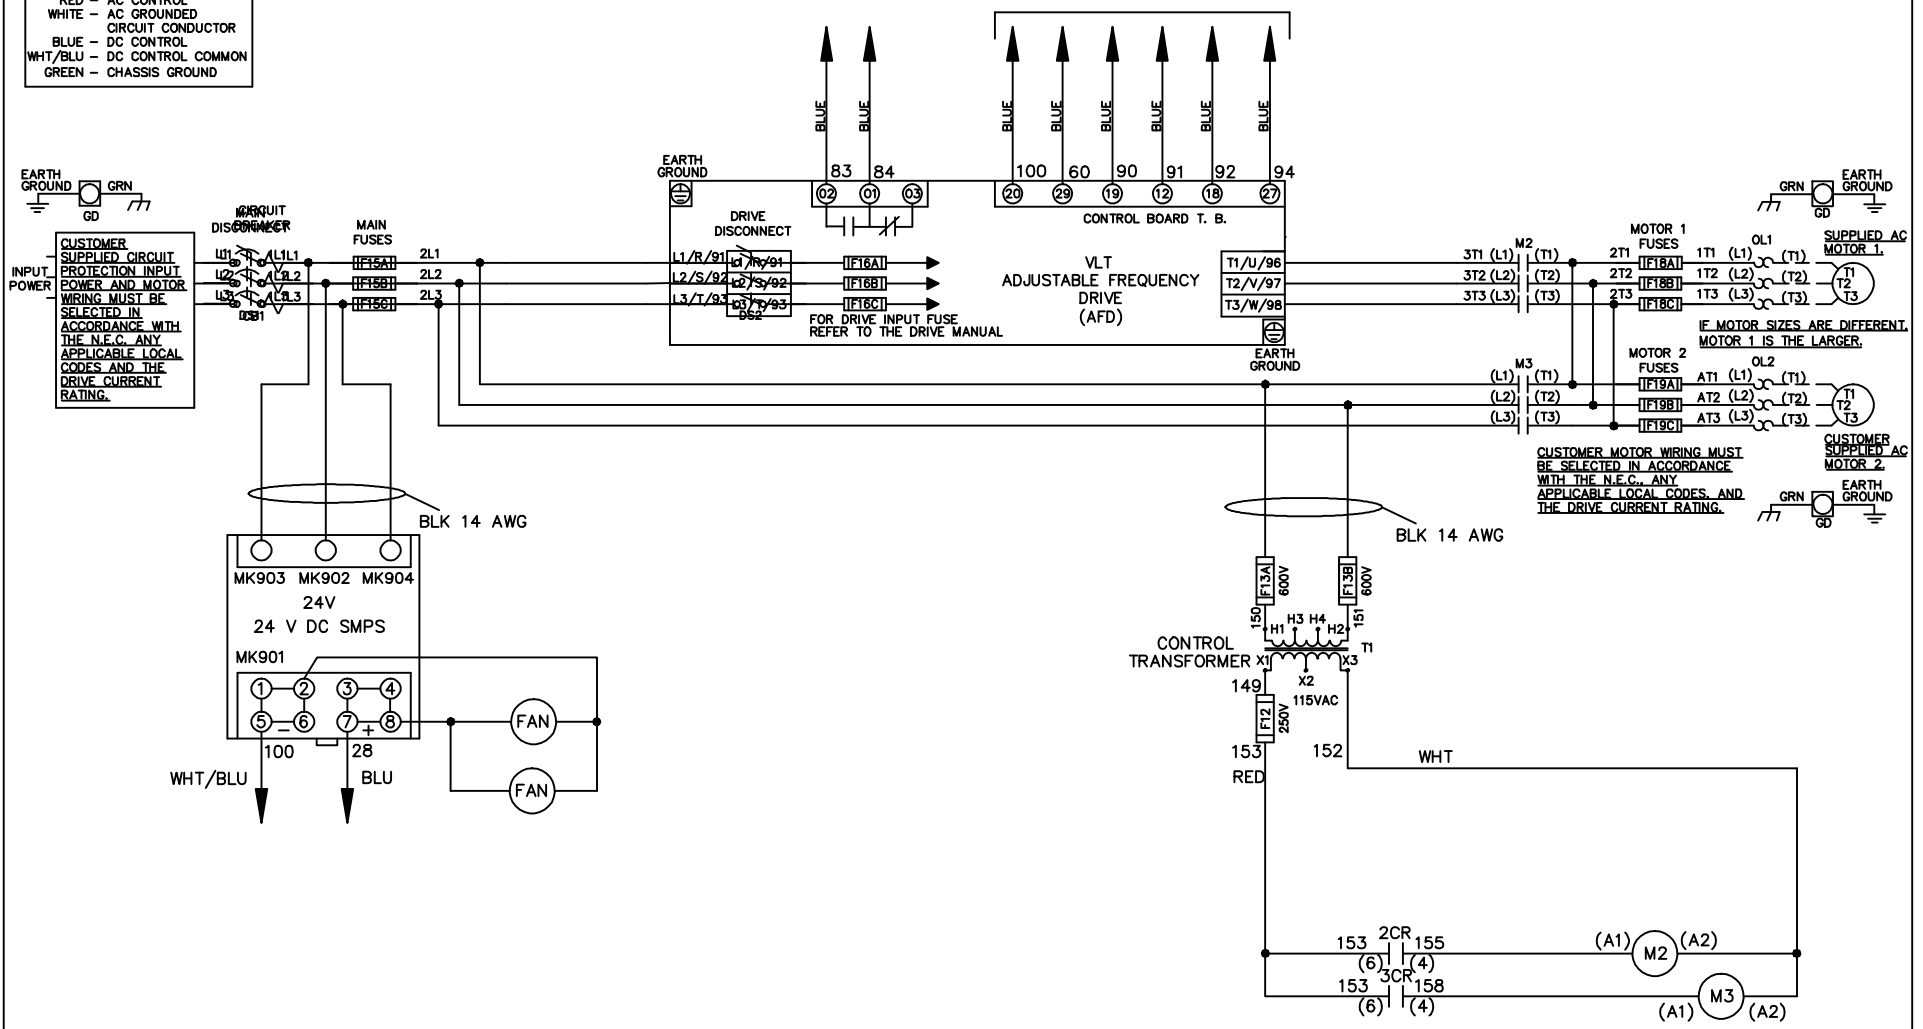 RED – AC CONTROL
WHITE – AC GROUNDED
CIRCUIT CONDUCTOR
BLUE – DC CONTROL
WHT/BLU – DC CONTROL COMMON
GREEN – CHASSIS GROUND
BLUE
BLUE
BLUE
BLUE
BLUE
BLUE
BLUE
BLUE
EARTH
GROUND
GRN
GD
EARTH
GROUND
83
84
100
60
90
91
92
94
02
01
03
20
29
19
12
18
27
CONTROL BOARD T. B.
GRN
EARTH
GROUND
GD
MAIN
DISCONNECT
CIRCUIT
BREAKER
MAIN
FUSES
DRIVE
DISCONNECT
INPUT
POWER
CUSTOMER
SUPPLIED CIRCUIT
PROTECTION INPUT
POWER AND MOTOR
WIRING MUST BE
SELECTED IN
ACCORDANCE WITH
THE N.E.C. ANY
APPLICABLE LOCAL
CODES AND THE
DRIVE CURRENT
RATING.
F15A
F15B
F15C
2L1
2L2
2L3
L1/R/91
L2/S/92
L3/T/93
DS2
F16A
F16B
F16C
FOR DRIVE INPUT FUSE
REFER TO THE DRIVE MANUAL
VLT
ADJUSTABLE FREQUENCY
DRIVE
(AFD)
T1/U/96
T2/V/97
T3/W/98
EARTH
GROUND
M2
3T1 (L1) (T1)
3T2 (L2) (T2)
3T3 (L3) (T3)
MOTOR 1
FUSES
2T1 F18A 1T1 (L1) (T1)
2T2 F18B 1T2 (L2) (T2)
2T3 F18C 1T3 (L3) (T3)
OL1
SUPPLIED AC
MOTOR 1.
T1
T2
T3
IF MOTOR SIZES ARE DIFFERENT,
MOTOR 1 IS THE LARGER.
M3
(L1) (T1)
(L2) (T2)
(L3) (T3)
MOTOR 2
FUSES
OL2
F19A AT1 (L1) (T1)
F19B AT2 (L2) (T2)
F19C AT3 (L3) (T3)
T1
T2
T3
CUSTOMER
SUPPLIED AC
MOTOR 2.
CUSTOMER MOTOR WIRING MUST
BE SELECTED IN ACCORDANCE
WITH THE N.E.C., ANY
APPLICABLE LOCAL CODES, AND
THE DRIVE CURRENT RATING.
GRN
EARTH
GROUND
GD
BLK 14 AWG
BLK 14 AWG
MK903 MK902 MK904
24V
24 V DC SMPS
MK901
1 2 3 4
5 – 6 7 + 8
100
28
WHT/BLU
BLU
FAN
FAN
F13A
600V
F13B
600V
150
151
H1 H3 H4 H2
T1
CONTROL
TRANSFORMER
X1 X3
X2
115VAC
149
F12
250V
153
RED
152
WHT
2CR
153 155
(6) (4)
(A1) M2 (A2)
3CR
153 158
(6) (4)
(A1) M3 (A2)